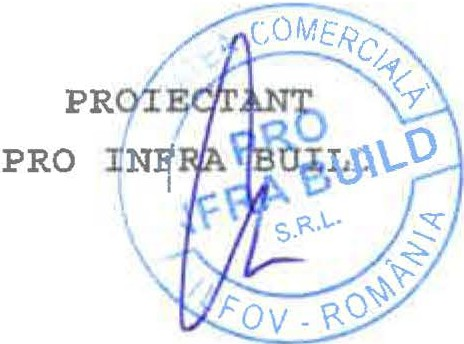 PROIECTANT
PRO INFRA BUILD
COMERCIALĂ
PRO
INFRA BUILD
S.R.L.
ILFOV - ROMÂNIA